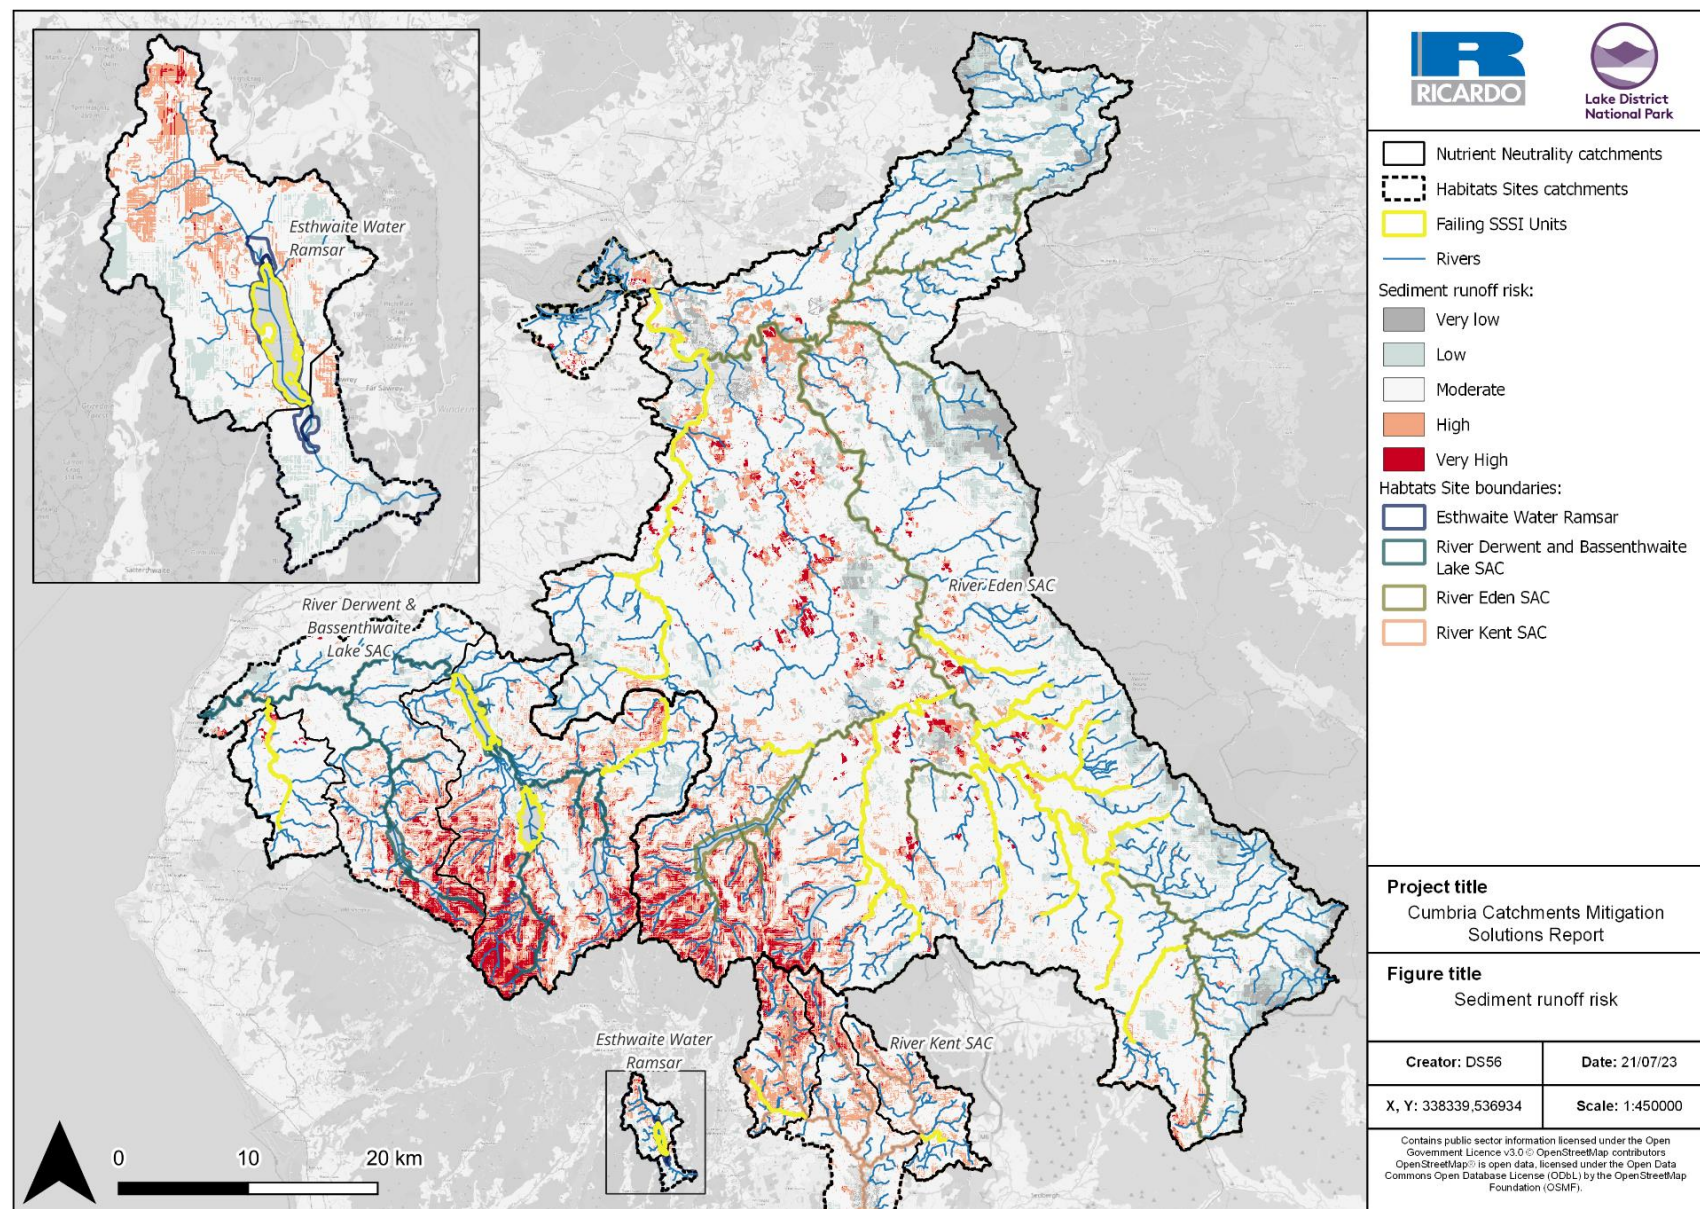 Esthwaite Water
Ramsar
River Derwent &
Bassenthwaite
Lake SAC
River Eden SAC
Esthwaite Water
Ramsar
River Kent SAC
0 10 20 km
RICARDO
Lake District
National Park
Nutrient Neutrality catchments
Habitats Sites catchments
Failing SSSI Units
Rivers
Sediment runoff risk:
Very low
Low
Moderate
High
Very High
Habtats Site boundaries:
Esthwaite Water Ramsar
River Derwent and Bassenthwaite
Lake SAC
River Eden SAC
River Kent SAC
Project title
Cumbria Catchments Mitigation
Solutions Report
Figure title
Sediment runoff risk
Creator: DS56
Date: 21/07/23
X, Y: 338339,536934
Scale: 1:450000
Contains public sector information licensed under the Open
Government Licence v3.0 © OpenStreetMap contributors
OpenStreetMap® is open data, licensed under the Open Data
Commons Open Database License (ODbL) by the OpenStreetMap
Foundation (OSMF).